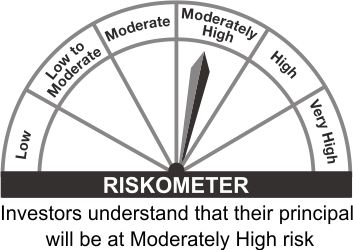 Low
Low to
Moderate
Moderate
Moderately
High
High
Very High
RISKOMETER
Investors understand that their principal
will be at Moderately High risk